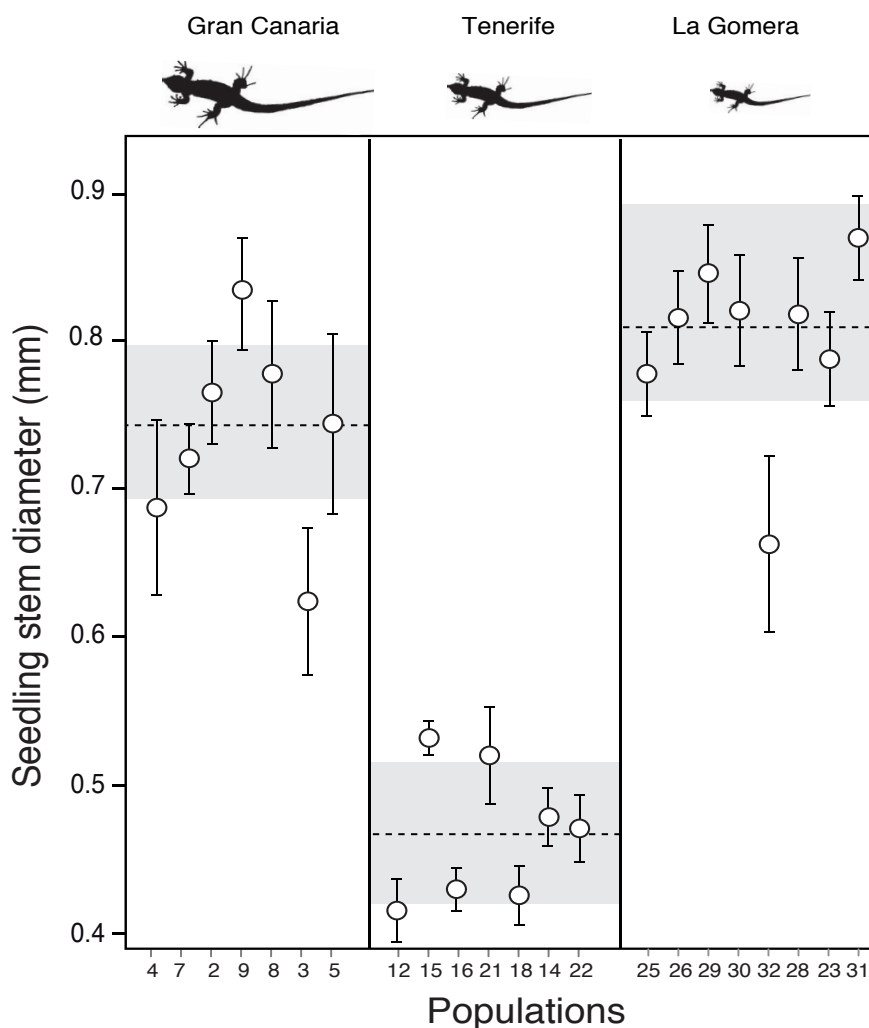 Gran Canaria Tenerife La Gomera
0.9
0.8
0.7
0.6
0.5
0.4
Seedling stem diameter (mm)
4 7 2 9 8 3 5 12 15 16 21 18 14 22 25 26 29 30 32 28 23 31
Populations